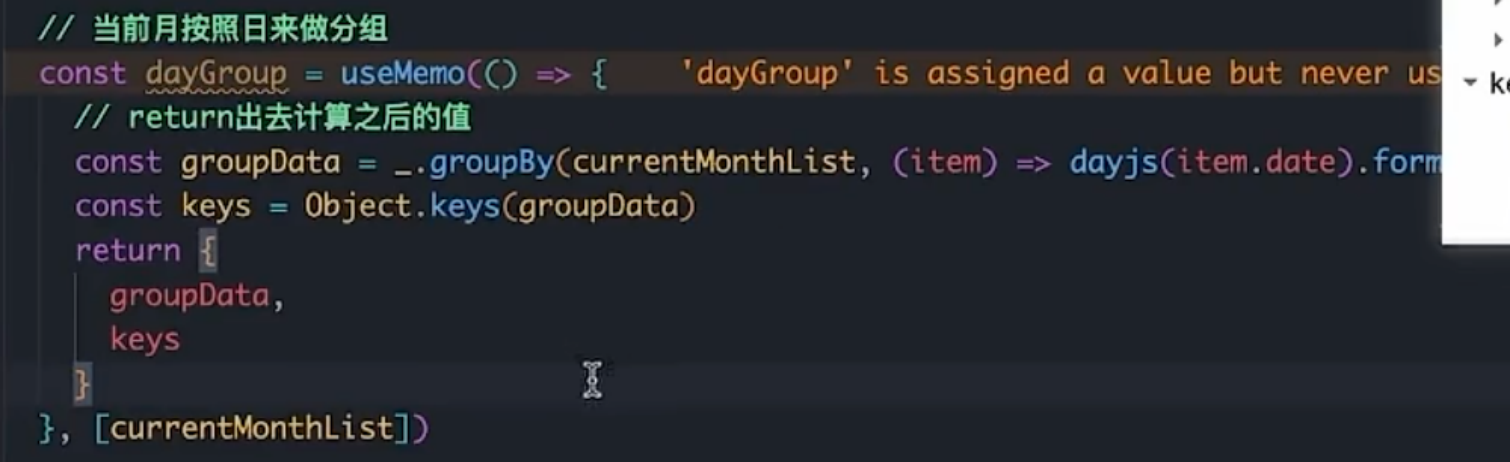 // 当前月按照日来做分组
const dayGroup = useMemo(() => {    'dayGroup' is assigned a value but never us
// return出去计算之后的值
const groupData = _.groupBy(currentMonthList, (item) => dayjs(item.date).form
const keys = Object.keys(groupData)
return {
groupData,
keys
}
}, [currentMonthList])
ke